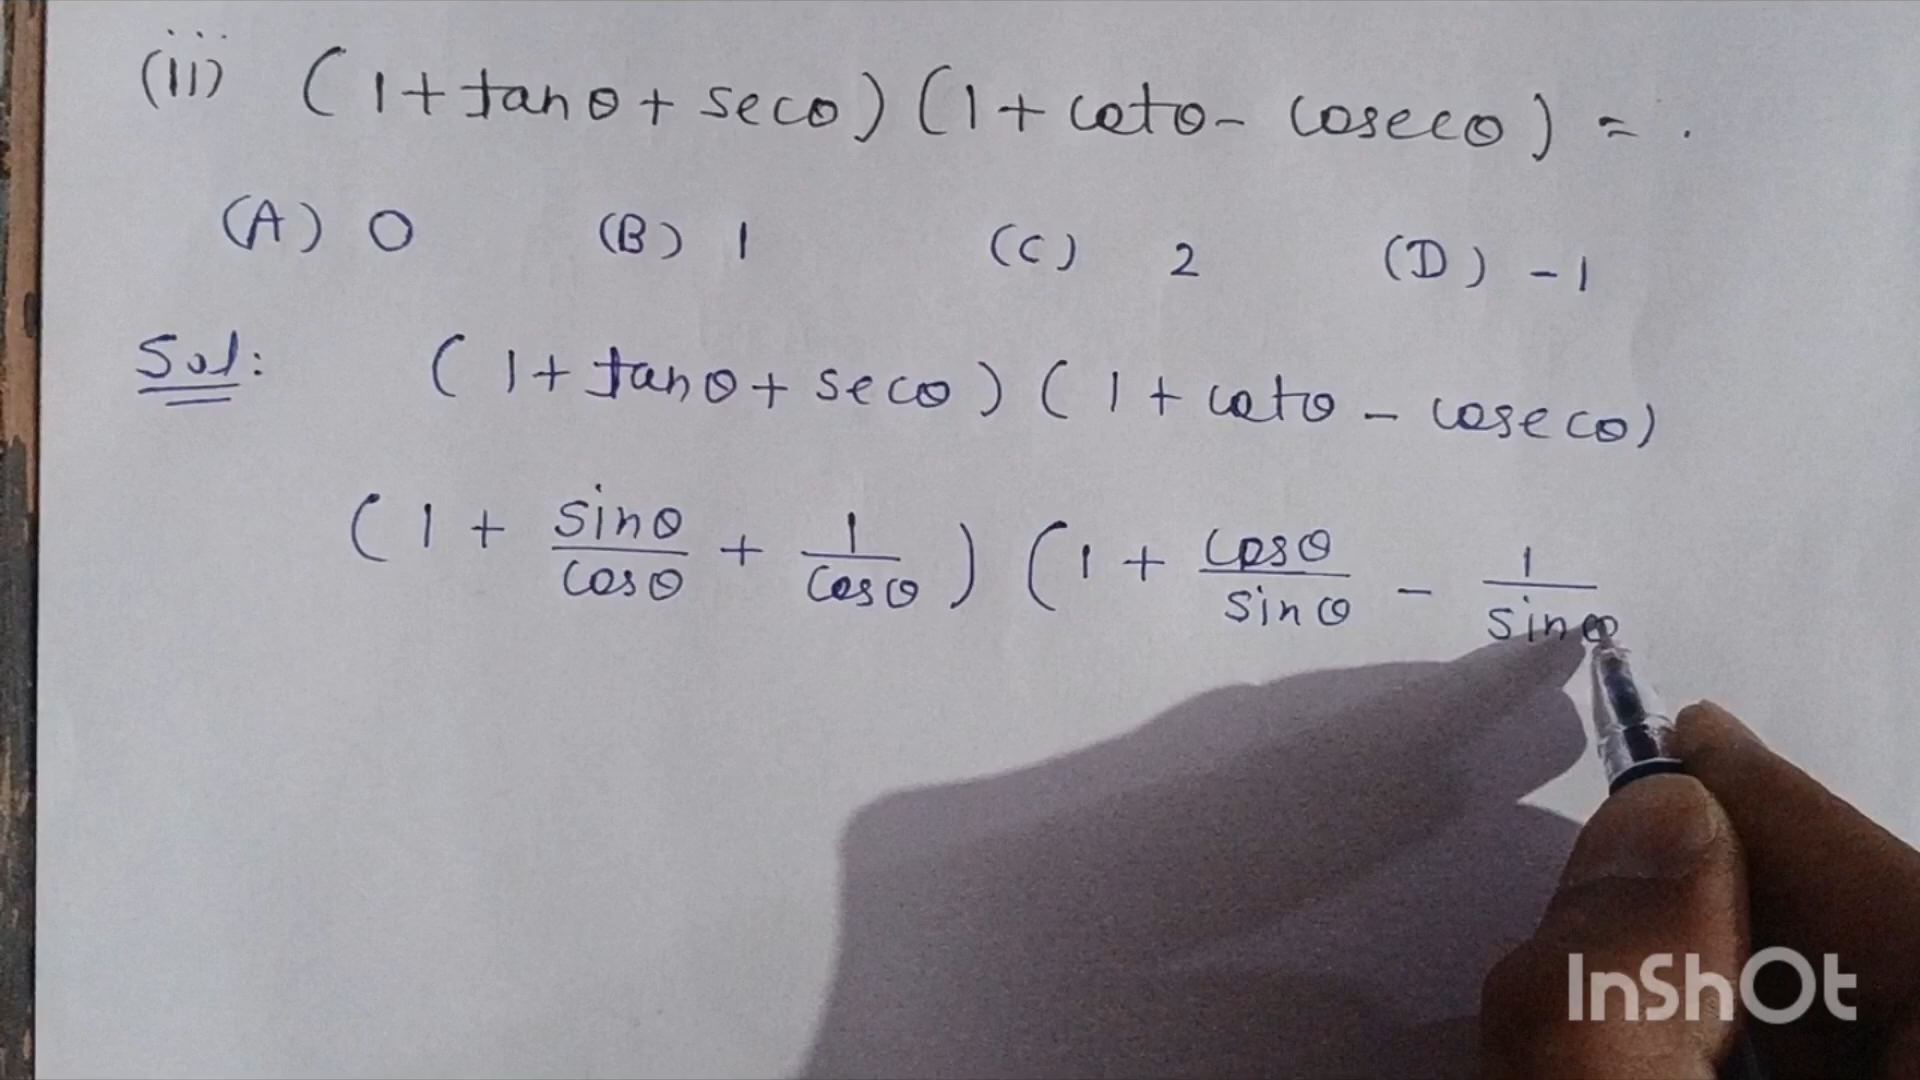 (iii) (1+tanθ+secθ)(1+cotθ-cosecθ)=.
(A) 0 (B) 1 (C) 2 (D) -1
Sol: (1+tanθ+secθ)(1+cotθ-cosecθ)
(1+sinθ/cosθ+1/cosθ)(1+cosθ/sinθ-1/sinθ
InShOt